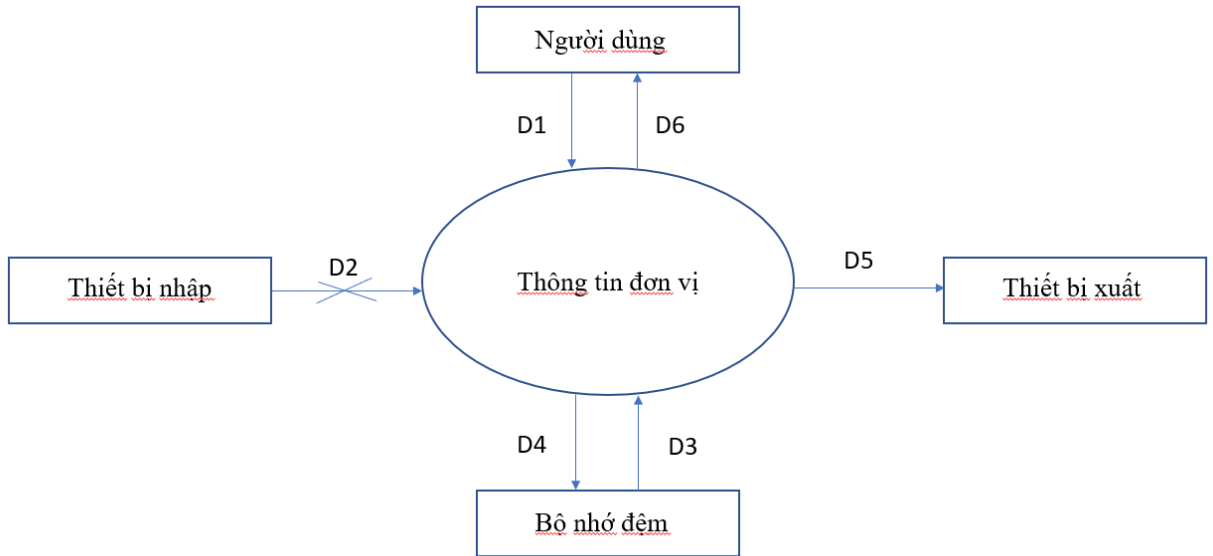 Người dùng
D1
D6
Thiết bị nhập
D2
Thông tin đơn vị
D5
Thiết bị xuất
D4
D3
Bộ nhớ đệm